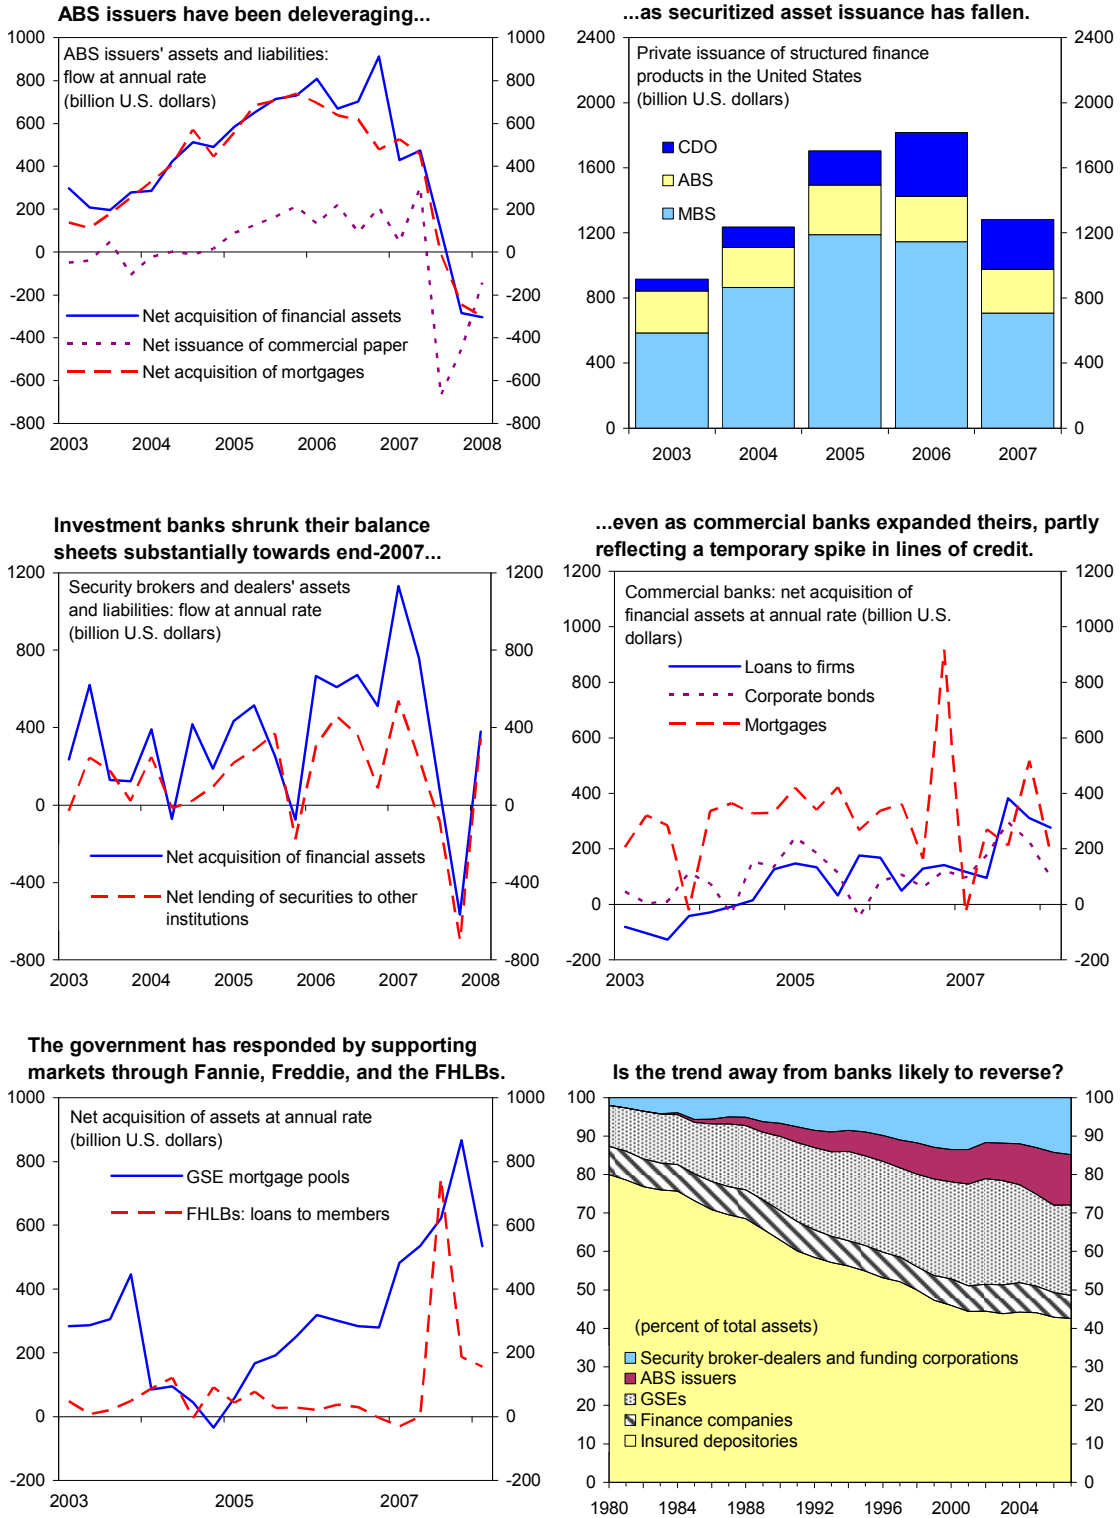 ABS issuers have been deleveraging...
1000
800
600
400
200
0
-200
-400
-600
-800
1000
800
600
400
200
0
-200
-400
-600
-800
ABS issuers' assets and liabilities:
flow at annual rate
(billion U.S. dollars)
Net acquisition of financial assets
Net issuance of commercial paper
Net acquisition of mortgages
2003 2004 2005 2006 2007 2008
...as securitized asset issuance has fallen.
2400
2000
1600
1200
800
400
0
2400
2000
1600
1200
800
400
0
Private issuance of structured finance
products in the United States
(billion U.S. dollars)
CDO
ABS
MBS
2003 2004 2005 2006 2007
Investment banks shrunk their balance
sheets substantially towards end-2007...
1200
800
400
0
-400
-800
1200
800
400
0
-400
-800
Security brokers and dealers' assets
and liabilities: flow at annual rate
(billion U.S. dollars)
Net acquisition of financial assets
Net lending of securities to other
institutions
2003 2004 2005 2006 2007 2008
...even as commercial banks expanded theirs, partly
reflecting a temporary spike in lines of credit.
1200
1000
800
600
400
200
0
-200
1200
1000
800
600
400
200
0
-200
Commercial banks: net acquisition of
financial assets at annual rate (billion U.S.
dollars)
Loans to firms
Corporate bonds
Mortgages
2003 2005 2007
The government has responded by supporting
markets through Fannie, Freddie, and the FHLBs.
1000
800
600
400
200
0
-200
1000
800
600
400
200
0
-200
Net acquisition of assets at annual rate
(billion U.S. dollars)
GSE mortgage pools
FHLBs: loans to members
2003 2005 2007
Is the trend away from banks likely to reverse?
100
90
80
70
60
50
40
30
20
10
0
100
90
80
70
60
50
40
30
20
10
0
(percent of total assets)
Security broker-dealers and funding corporations
ABS issuers
GSEs
Finance companies
Insured depositories
1980 1984 1988 1992 1996 2000 2004